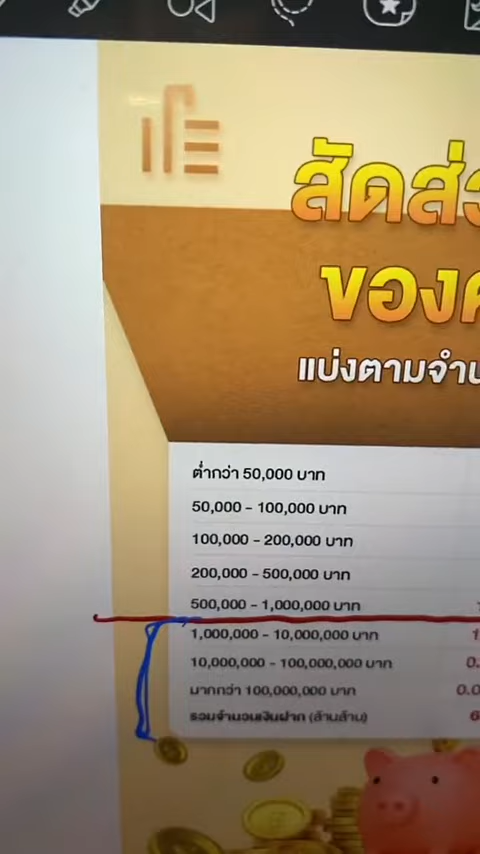 สัดส่ว
ของค
แบ่งตามจำน
ต่ำกว่า 50,000 บาท
50,000 - 100,000 บาท
100,000 - 200,000 บาท
200,000 - 500,000 บาท
500,000 - 1,000,000 บาท
1,000,000 - 10,000,000 บาท
10,000,000 - 100,000,000 บาท
0.
มากกว่า 100,000,000 บาท
0.0
รวมจำนวนเงินฝาก (ล้านล้าน)
6